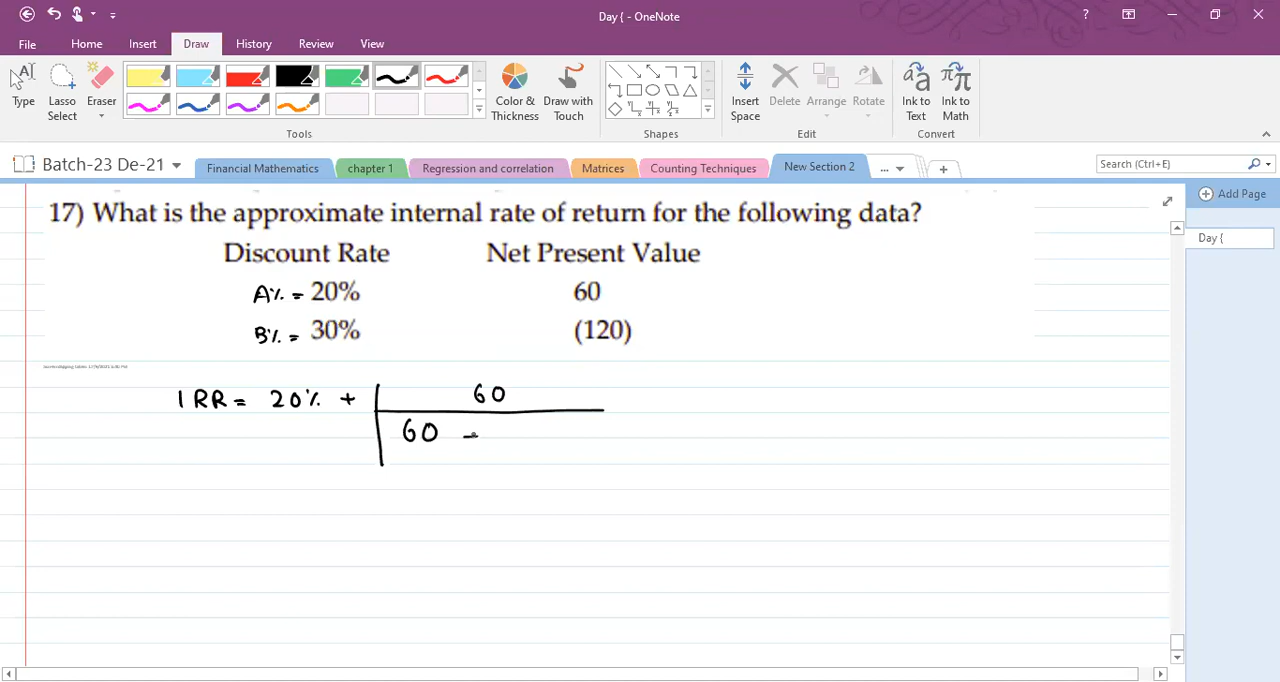 Day { - OneNote
File Home Insert Draw History Review View
Type Lasso Select Eraser Color & Thickness Draw with Touch Insert Space Delete Arrange Rotate Ink to Text Ink to Math
Tools Shapes Edit Convert
Batch-23 De-21 Financial Mathematics chapter 1 Regression and correlation Matrices Counting Techniques New Section 2 ... Search (Ctrl+E)
Add Page
Day {
17) What is the approximate internal rate of return for the following data?
Discount Rate Net Present Value
A% = 20% 60
B% = 30% (120)
IRR = 20% + 60
60 -